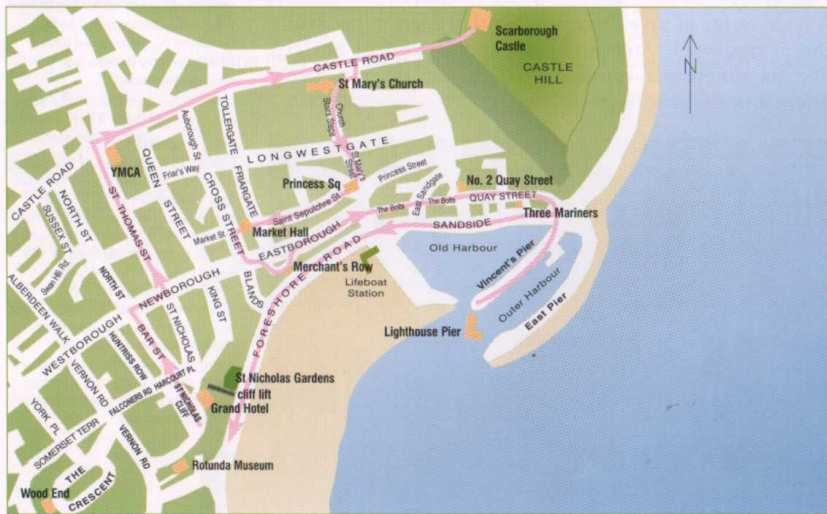 Scarborough
Castle
CASTLE
HILL
N
CASTLE ROAD
St Mary's Church
Church
Stairs Steps
St Mary's
Street
TOLLERGATE
Auborough St
LONGWESTGATE
Friar's Way
FRIARGATE
YMCA
QUEEN
STREET
CROSS STREET
Princess Sq
Princess Street
No. 2 Quay Street
East Sandgate
The Bolts
The Bolts
QUAY STREET
Three Mariners
SANDSIDE
Saint Sepulchre St
Market Hall
Market St
EASTBOROUGH
CASTLE ROAD
NORTH ST
SUSSEX ST
Swan Hill Rd
ST THOMAS ST
NORTH ST
ALBERDEEN WALK
NEWBOROUGH
Merchant's Row
FORESHORE ROAD
Old Harbour
Vincent's Pier
Outer Harbour
East Pier
Lifeboat
Station
Lighthouse Pier
BLANDS
KING ST
ST NICHOLAS
BAR ST
WESTBOROUGH
HUNTRISS ROW
HARCOURT PL
FALCONERS RD
VERNON RD
ST NICHOLAS
CLIFF
St Nicholas Gardens
cliff lift
Grand Hotel
YORK PL
SOMERSET TERR
VERNON RD
Rotunda Museum
THE
CRESCENT
Wood End